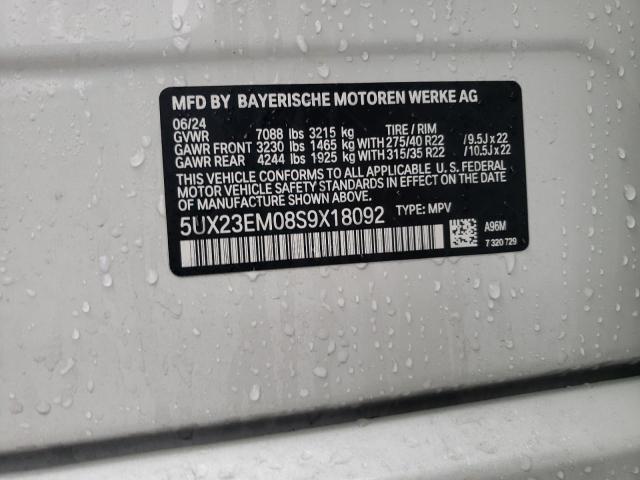 MFD BY BAYERISCHE MOTOREN WERKE AG
06/24
GVWR 7088 lbs 3215 kg TIRE / RIM
GAWR FRONT 3230 lbs 1465 kg WITH 275/40 R22 / 9.5J x 22
GAWR REAR 4244 lbs 1925 kg WITH 315/35 R22 / 10.5J x 22
THIS VEHICLE CONFORMS TO ALL APPLICABLE U. S. FEDERAL
MOTOR VEHICLE SAFETY STANDARDS IN EFFECT ON THE DATE
OF MANUFACTURE SHOWN ABOVE.
5UX23EM08S9X18092 TYPE: MPV
A96M
7 320 729